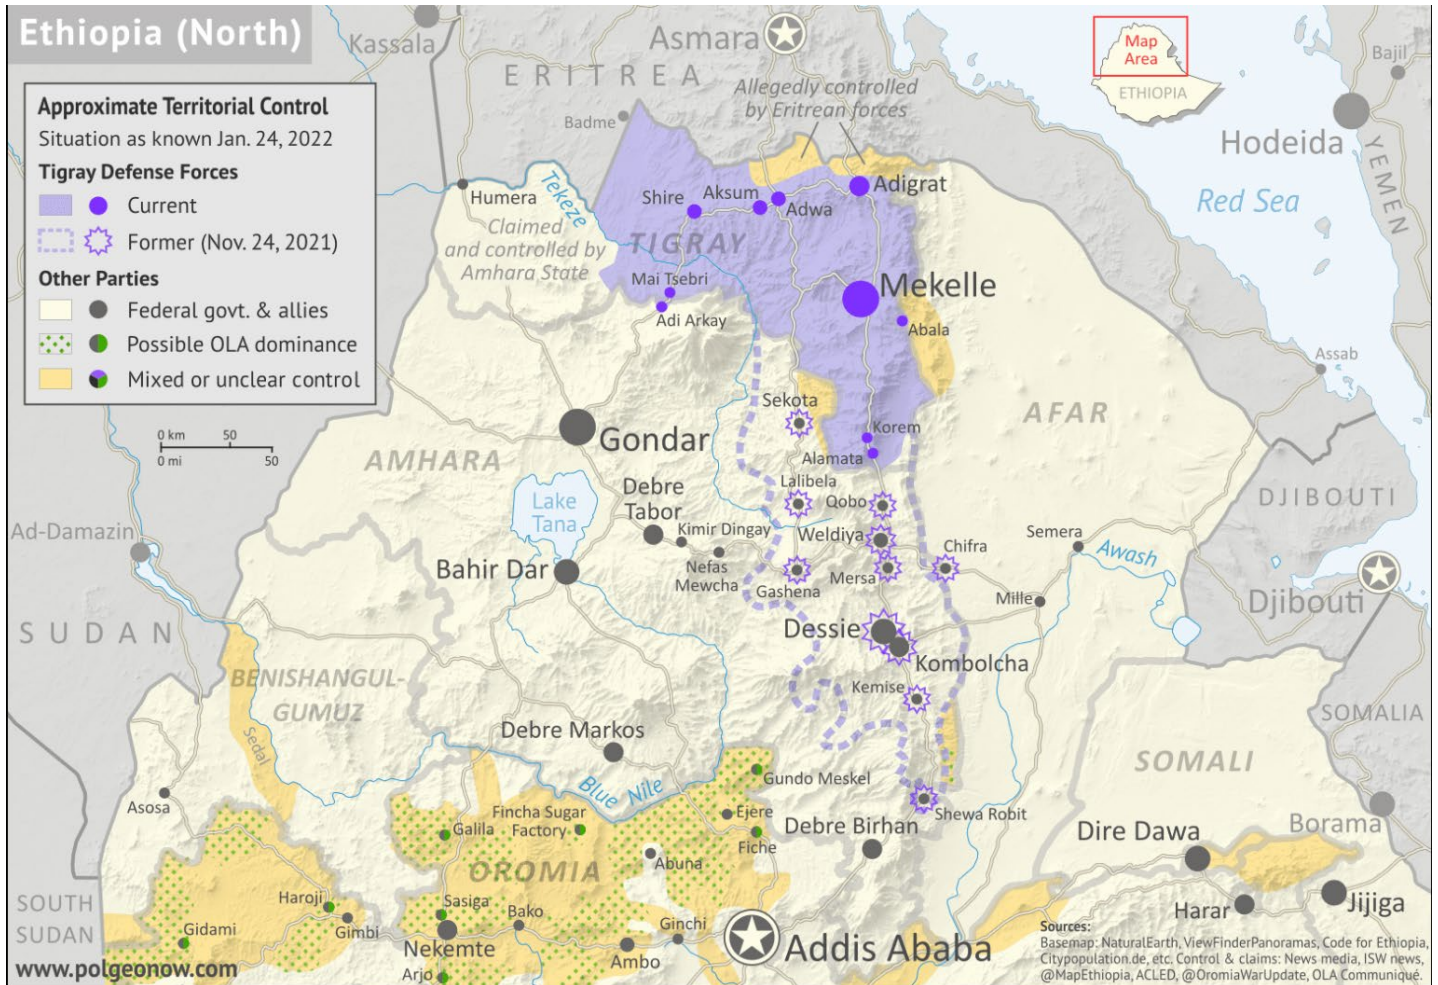 Ethiopia (North)
Approximate Territorial Control
Situation as known Jan. 24, 2022
Tigray Defense Forces
Current
Former (Nov. 24, 2021)
Other Parties
Federal govt. & allies
Possible OLA dominance
Mixed or unclear control
0 km 50 100
0 mi 50
Map
Area
ETHIOPIA
Kassala
Asmara
ERITREA
Allegedly controlled
by Eritrean forces
Badme
Bajil
Hodeida
YEMEN
Red Sea
Humera
Tekeze
Claimed
and controlled by
Amhara State
Shire
Aksum
Adwa
Adigrat
TIGRAY
Mai Tsebri
Adi Arkay
Mekelle
Abala
Assab
Sekota
Korem
Alamata
AFAR
Gondar
AMHARA
Lake
Tana
Debre
Tabor
Kimir Dingay
Nefas
Mewcha
Lalibela
Qobo
Weldiya
Gashena
Mersa
Chifra
Semera
Awash
Mille
DJIBOUTI
Djibouti
Ad-Damazin
Bahir Dar
Dessie
Kombolcha
Kemise
SUDAN
BENISHANGUL-
GUMUZ
Sedal
Debre Markos
Blue Nile
SOMALIA
SOMALI
Asosa
Gundo Meskel
Galila
Fincha Sugar
Factory
Ejere
Fiche
Debre Birhan
Shewa Robit
Dire Dawa
Borama
OROMIA
Abuna
Haroji
Gimbi
Gidami
Sasiga
Bako
Nekemte
Arjo
Ginchi
Ambo
Addis Ababa
Harar
Jijiga
SOUTH
SUDAN
www.polgeonow.com
Sources:
Basemap: NaturalEarth, ViewFinderPanoramas, Code for Ethiopia,
Citypopulation.de, etc. Control & claims: News media, ISW news,
@MapEthiopia, ACLED, @OromiaWarUpdate, OLA Communiqué.